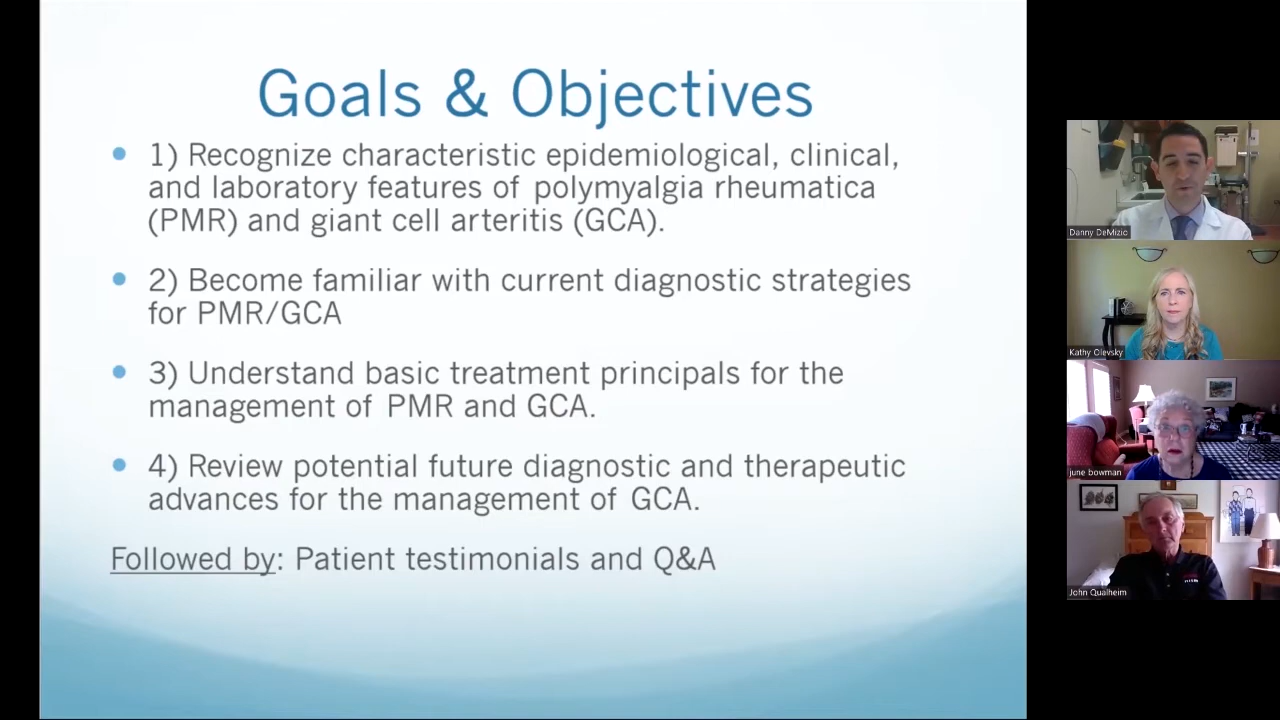 Goals & Objectives
• 1) Recognize characteristic epidemiological, clinical,
and laboratory features of polymyalgia rheumatica
(PMR) and giant cell arteritis (GCA).
• 2) Become familiar with current diagnostic strategies
for PMR/GCA
• 3) Understand basic treatment principals for the
management of PMR and GCA.
• 4) Review potential future diagnostic and therapeutic
advances for the management of GCA.
Followed by: Patient testimonials and Q&A
Danny DeMizic
Kathy Olevsky
june bowman
John Qualheim